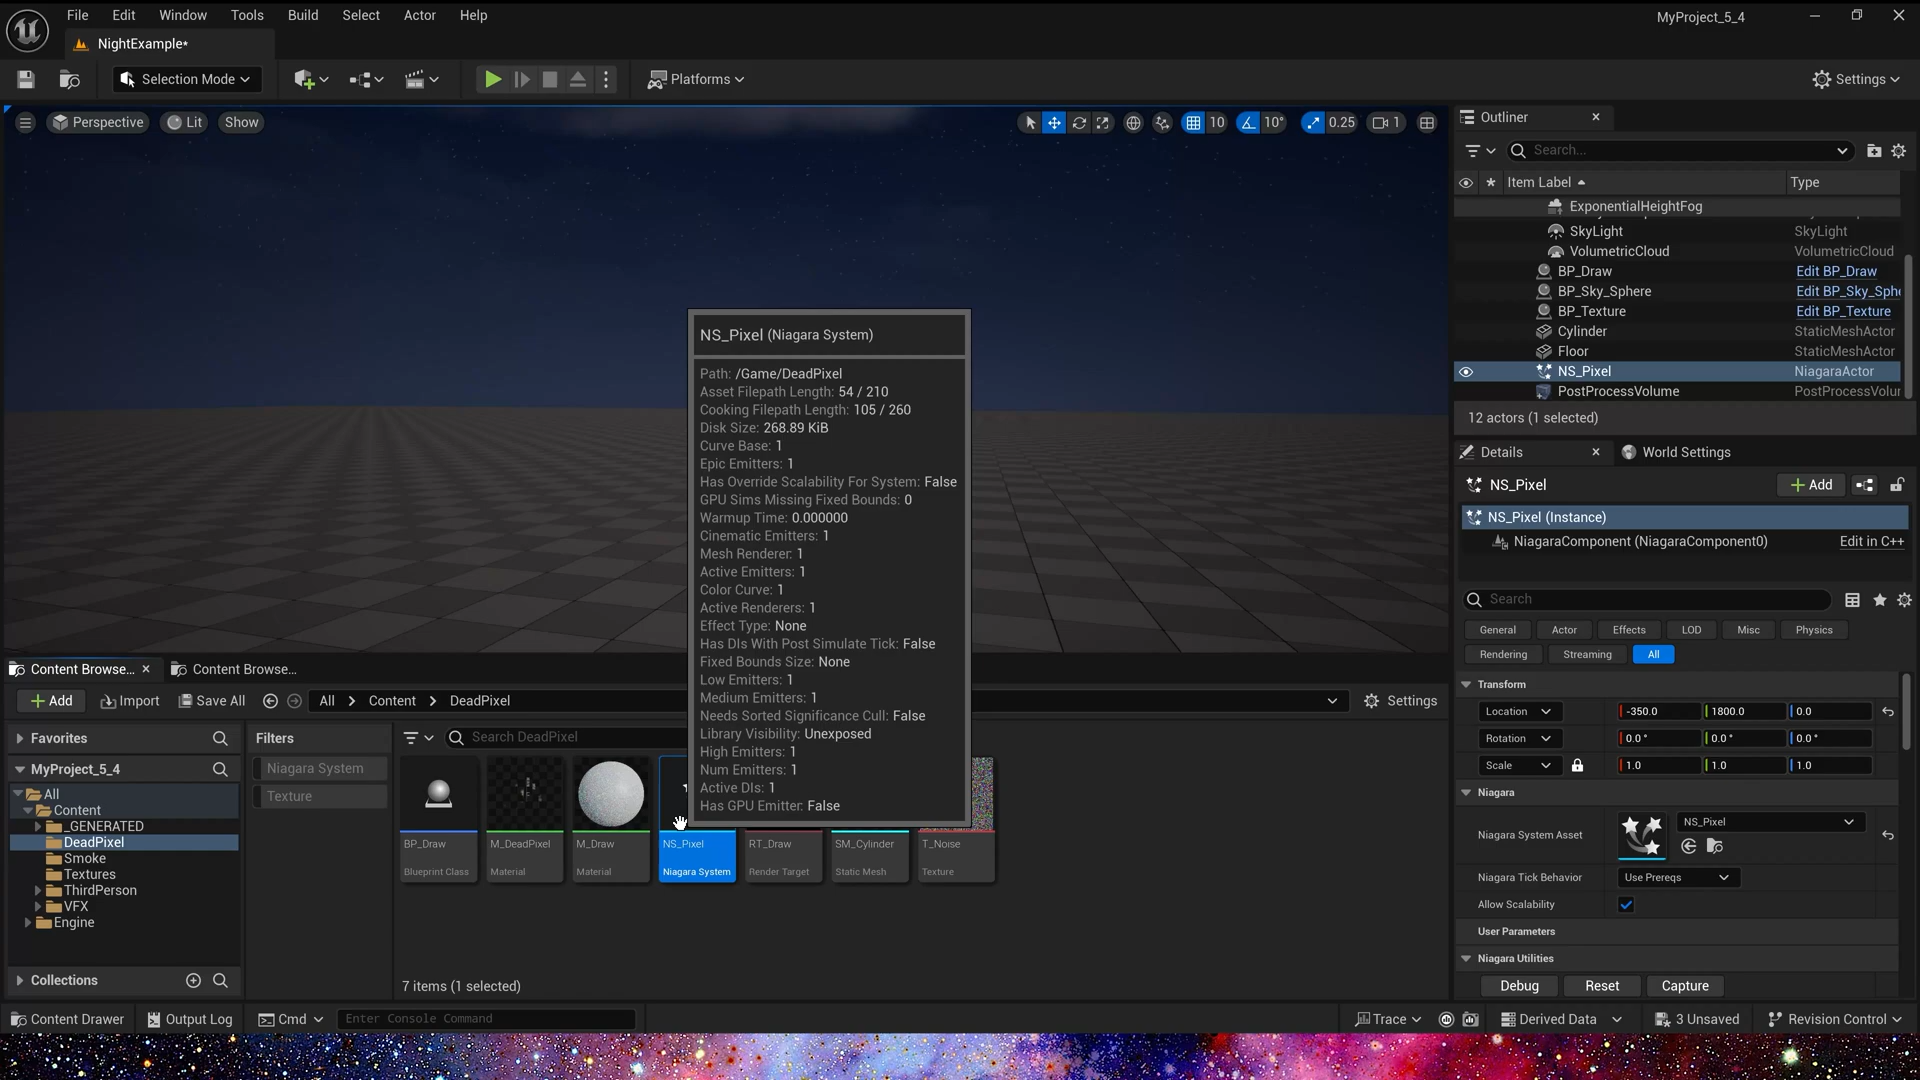 File Edit Window Tools Build Select Actor Help
MyProject_5_4
NightExample*
Selection Mode
Platforms
Settings
Perspective Lit Show
10 10° 0.25 1
Outliner
Search...
Item Label Type
ExponentialHeightFog
SkyLight SkyLight
VolumetricCloud VolumetricCloud
BP_Draw Edit BP_Draw
BP_Sky_Sphere Edit BP_Sky_Sph
BP_Texture Edit BP_Texture
Cylinder StaticMeshActor
Floor StaticMeshActor
NS_Pixel NiagaraActor
PostProcessVolume PostProcessVolu
12 actors (1 selected)
Details World Settings
NS_Pixel
Add
NS_Pixel (Instance)
NiagaraComponent (NiagaraComponent0) Edit in C++
Search
General Actor Effects LOD Misc Physics
Rendering Streaming All
Transform
Location -350.0 1800.0 0.0
Rotation 0.0° 0.0° 0.0°
Scale 1.0 1.0 1.0
Niagara
Niagara System Asset NS_Pixel
Niagara Tick Behavior Use Prereqs
Allow Scalability
User Parameters
Niagara Utilities
Debug Reset Capture
NS_Pixel (Niagara System)
Path: /Game/DeadPixel
Asset Filepath Length: 54 / 210
Cooking Filepath Length: 105 / 260
Disk Size: 268.89 KiB
Curve Base: 1
Epic Emitters: 1
Has Override Scalability For System: False
GPU Sims Missing Fixed Bounds: 0
Warmup Time: 0.000000
Cinematic Emitters: 1
Mesh Renderer: 1
Active Emitters: 1
Color Curve: 1
Active Renderers: 1
Effect Type: None
Has DIs With Post Simulate Tick: False
Fixed Bounds Size: None
Low Emitters: 1
Medium Emitters: 1
Needs Sorted Significance Cull: False
Library Visibility: Unexposed
High Emitters: 1
Num Emitters: 1
Active DIs: 1
Has GPU Emitter: False
Content Browse... Content Browse...
Add Import Save All All Content DeadPixel Settings
Favorites
MyProject_5_4
All
Content
_GENERATED
DeadPixel
Smoke
Textures
ThirdPerson
VFX
Engine
Collections
Filters
Niagara System
Texture
Search DeadPixel
BP_Draw M_DeadPixel M_Draw NS_Pixel RT_Draw SM_Cylinder T_Noise
Blueprint Class Material Material Niagara System Render Target Static Mesh Texture
7 items (1 selected)
Content Drawer Output Log Cmd Enter Console Command Trace Derived Data 3 Unsaved Revision Control